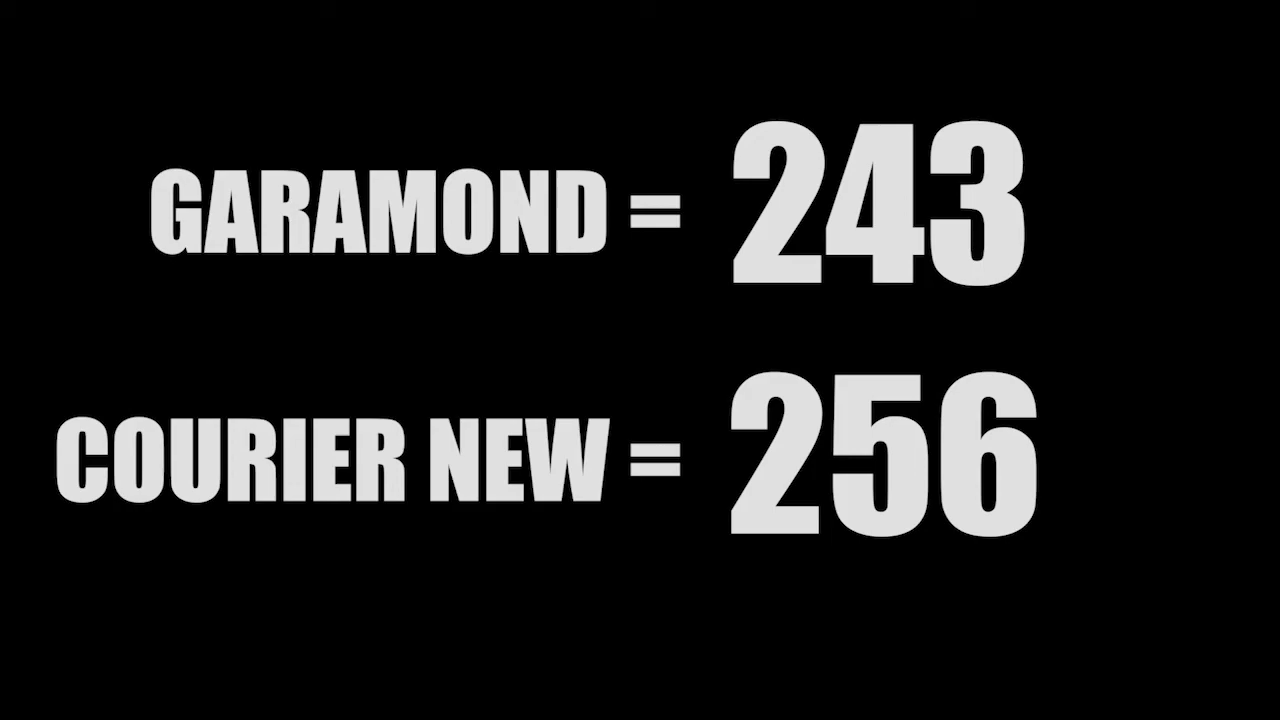 GARAMOND = 243
COURIER NEW = 256